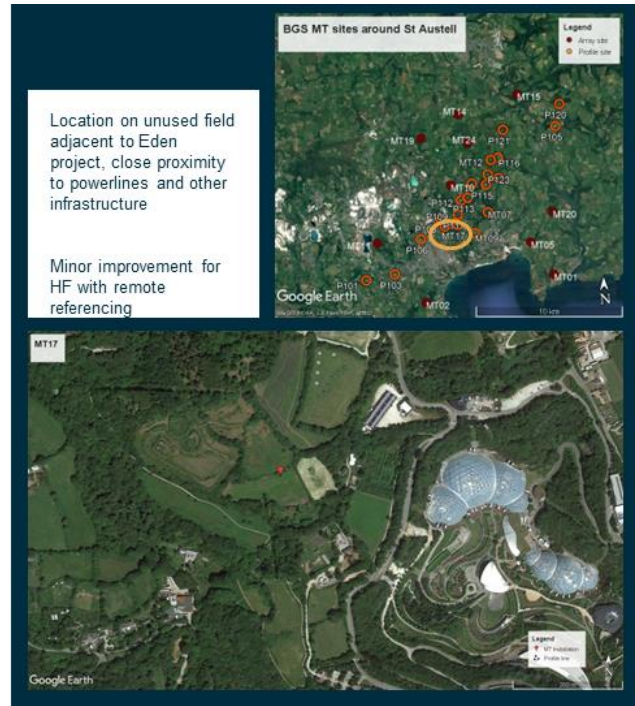 Location on unused field
adjacent to Eden
project, close proximity
to powerlines and other
infrastructure
Minor improvement for
HF with remote
referencing
BGS MT sites around St Austell
Legend
Array site
Profile site
MT15
P120
MT14
P105
P121
MT19
MT24
MT12
P116
P123
MT10
P115
P112
P113
MT07
MT20
P109
MT17
MT09
MT05
P106
MT11
MT01
P101
P103
MT02
Google Earth
10 km
N
MT17
Legend
MT Installation
Profile line
Google Earth